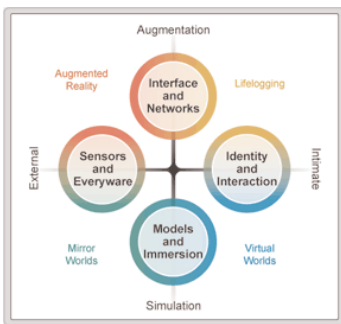 Augmentation
Augmented
Reality
Interface
and
Networks
Lifelogging
External
Sensors
and
Everyware
Identity
and
Interaction
Intimate
Models
and
Immersion
Mirror
Worlds
Virtual
Worlds
Simulation